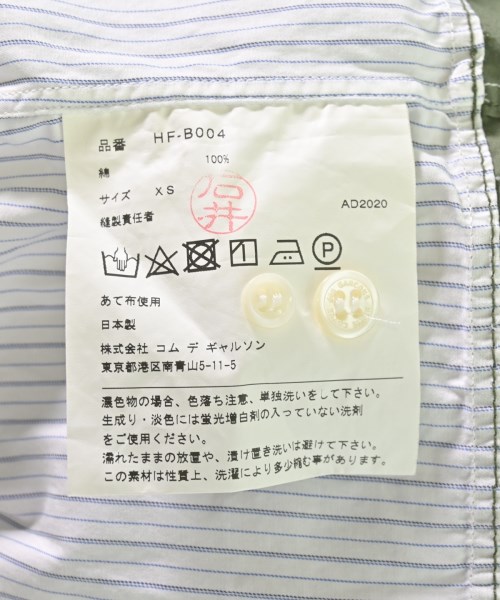 品番 HF-B004
綿 100%
サイズ XS
縫製責任者 石井
AD2020
P
あて布使用
日本製
株式会社 コム デ ギャルソン
東京都港区南青山5-11-5
濃色物の場合、色落ち注意、単独洗いをして下さい。
生成り・淡色には蛍光増白剤の入っていない洗剤
をご使用ください。
濡れたままの放置や、漬け置き洗いは避けて下さい。
この素材は性質上、洗濯により多少縮む事があります。